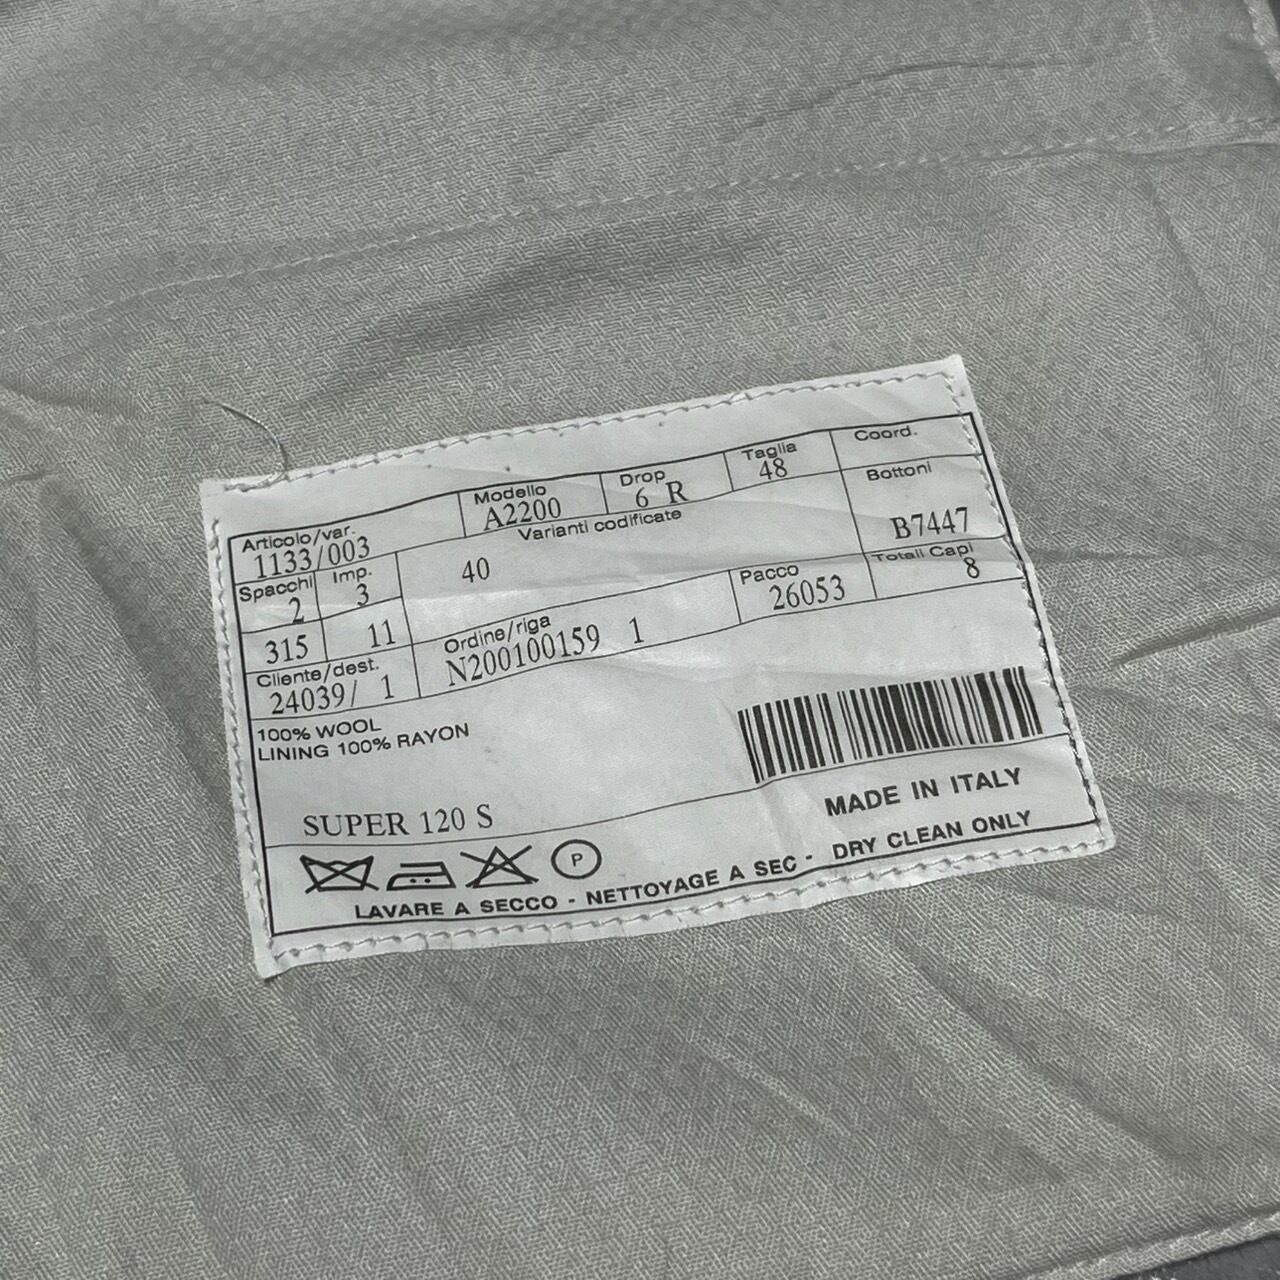 Articolo/var. Modello Drop Taglia Coord.
1133/003 A2200 6 R 48
Spacchi Imp. Varianti codificate Bottoni
2 3 40 B7447
315 11 Ordine/riga Pacco Totali Capi
N200100159 1 26053 8
Cliente/dest.
24039/ 1
100% WOOL
LINING 100% RAYON
SUPER 120 S
MADE IN ITALY
P
LAVARE A SECCO - NETTOYAGE A SEC - DRY CLEAN ONLY